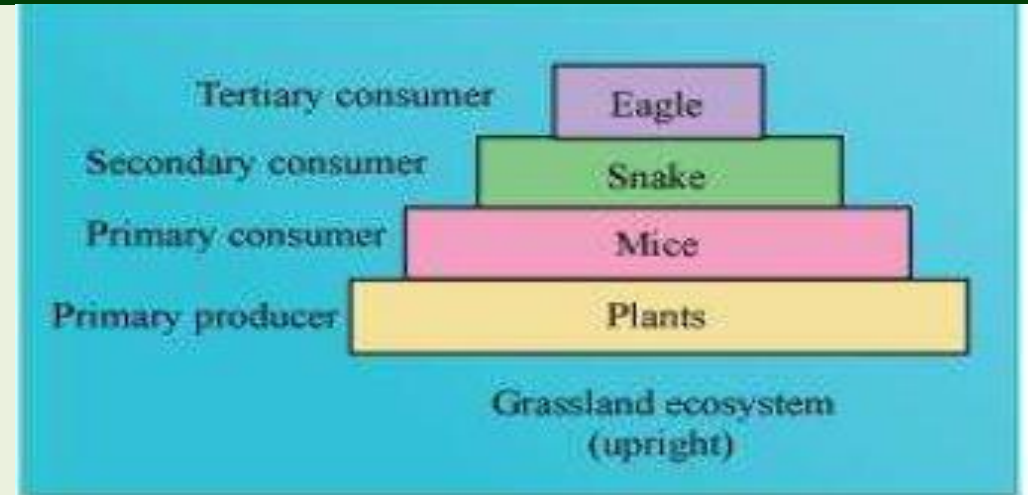 Tertiary consumer Eagle
Secondary consumer Snake
Primary consumer Mice
Primary producer Plants
Grassland ecosystem
(upright)